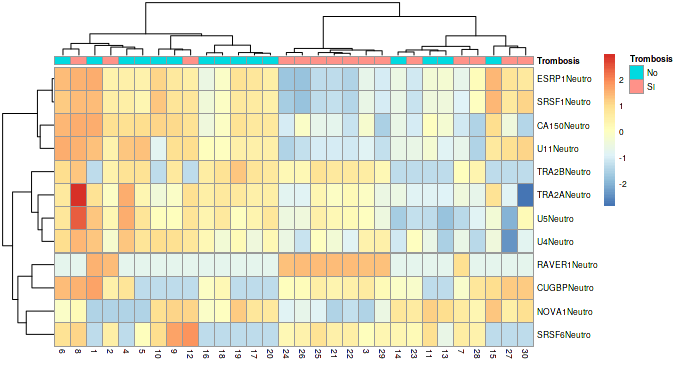 Trombosis
ESRP1Neutro
SRSF1Neutro
CA150Neutro
U11Neutro
TRA2BNeutro
TRA2ANeutro
U5Neutro
U4Neutro
RAVER1Neutro
CUGBPNeutro
NOVA1Neutro
SRSF6Neutro
6 8 1 2 4 5 10 9 12 16 18 19 17 20 24 26 25 21 22 3 29 14 23 11 13 7 28 15 27 30
2
1
0
-1
-2
Trombosis
No
SI